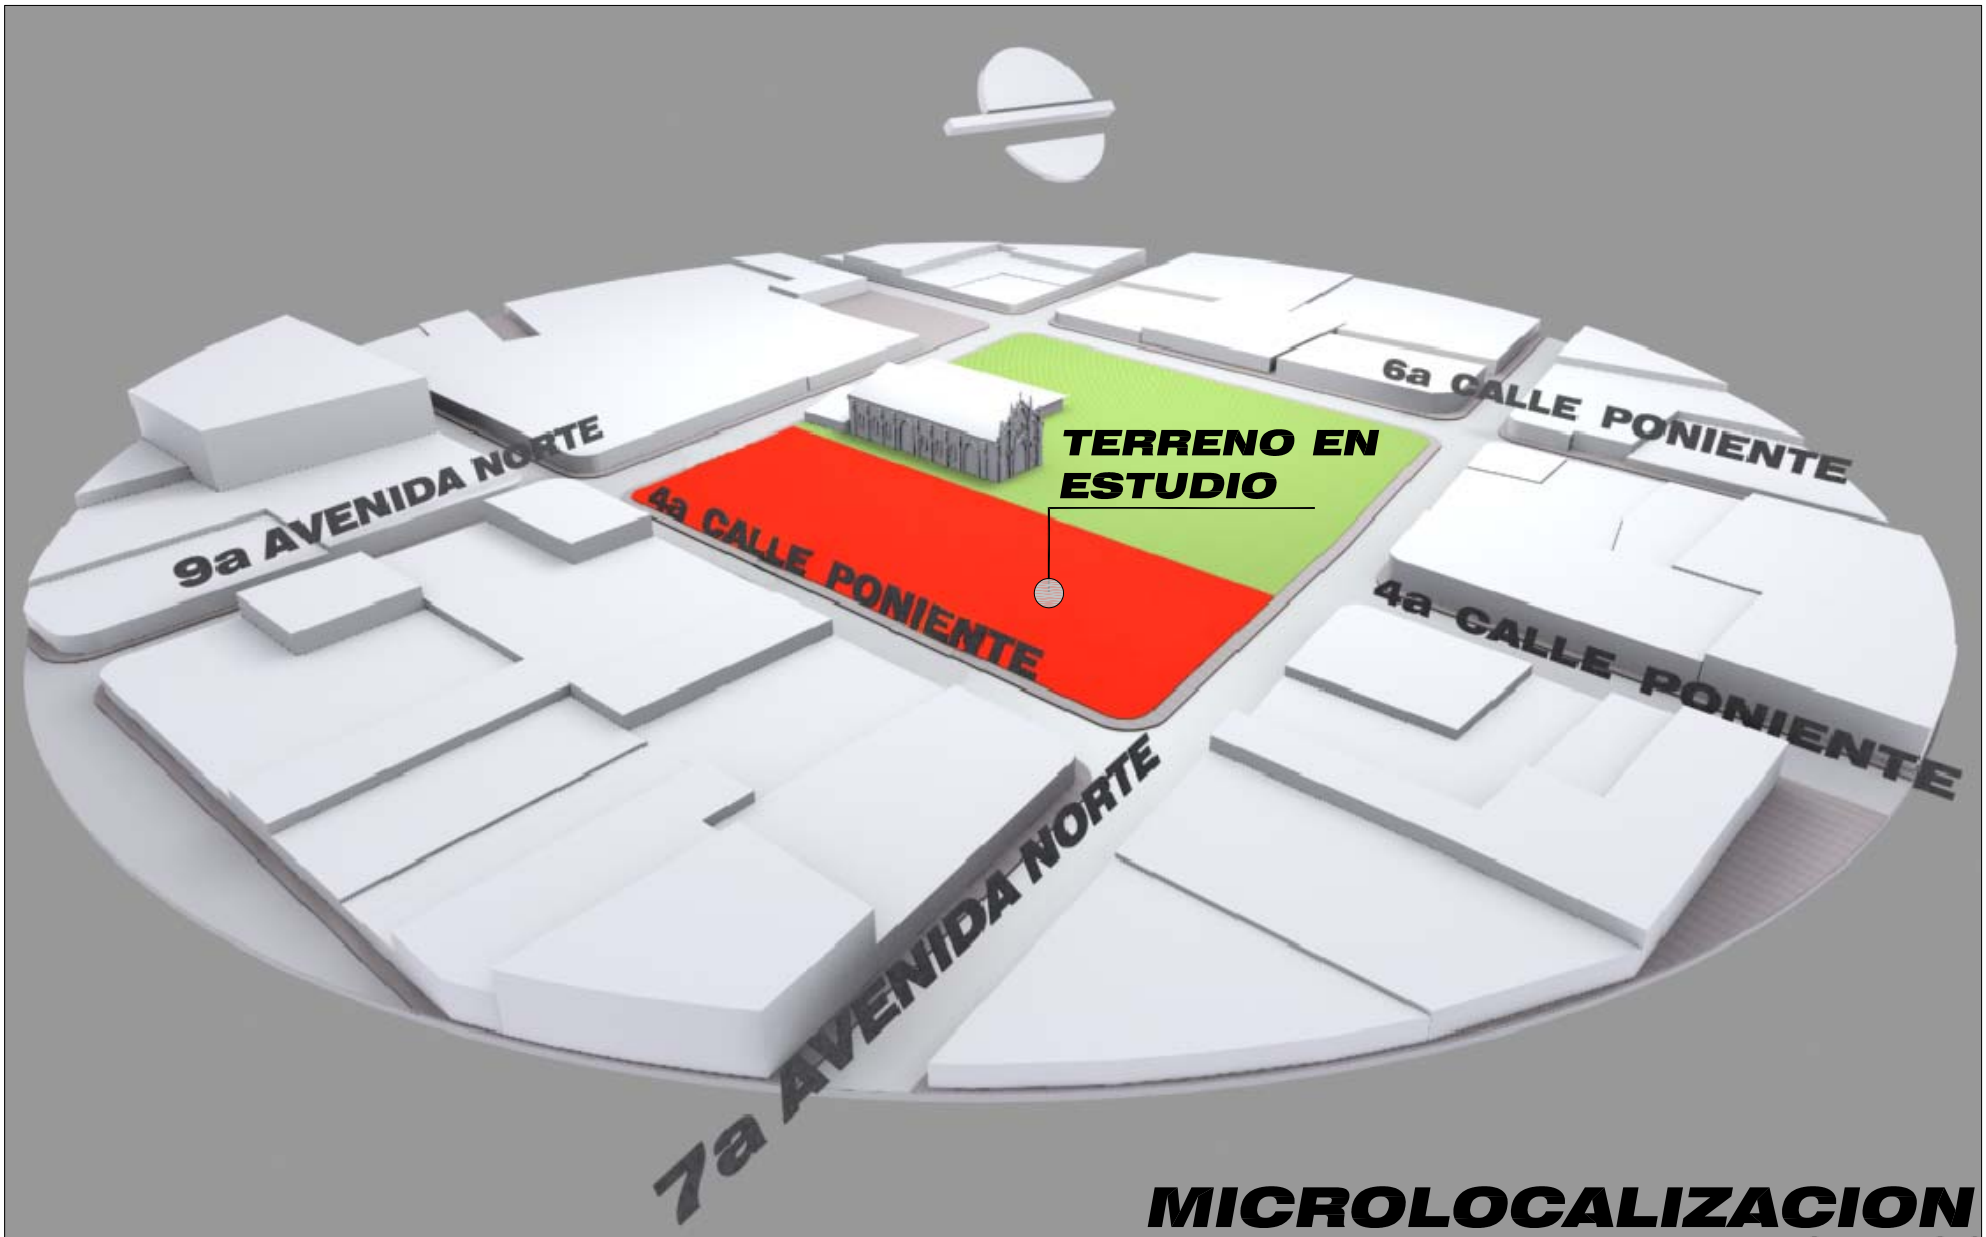 6a CALLE PONIENTE
TERRENO EN
ESTUDIO
9a AVENIDA NORTE
4a CALLE PONIENTE
4a CALLE PONIENTE
7a AVENIDA NORTE
MICROLOCALIZACION